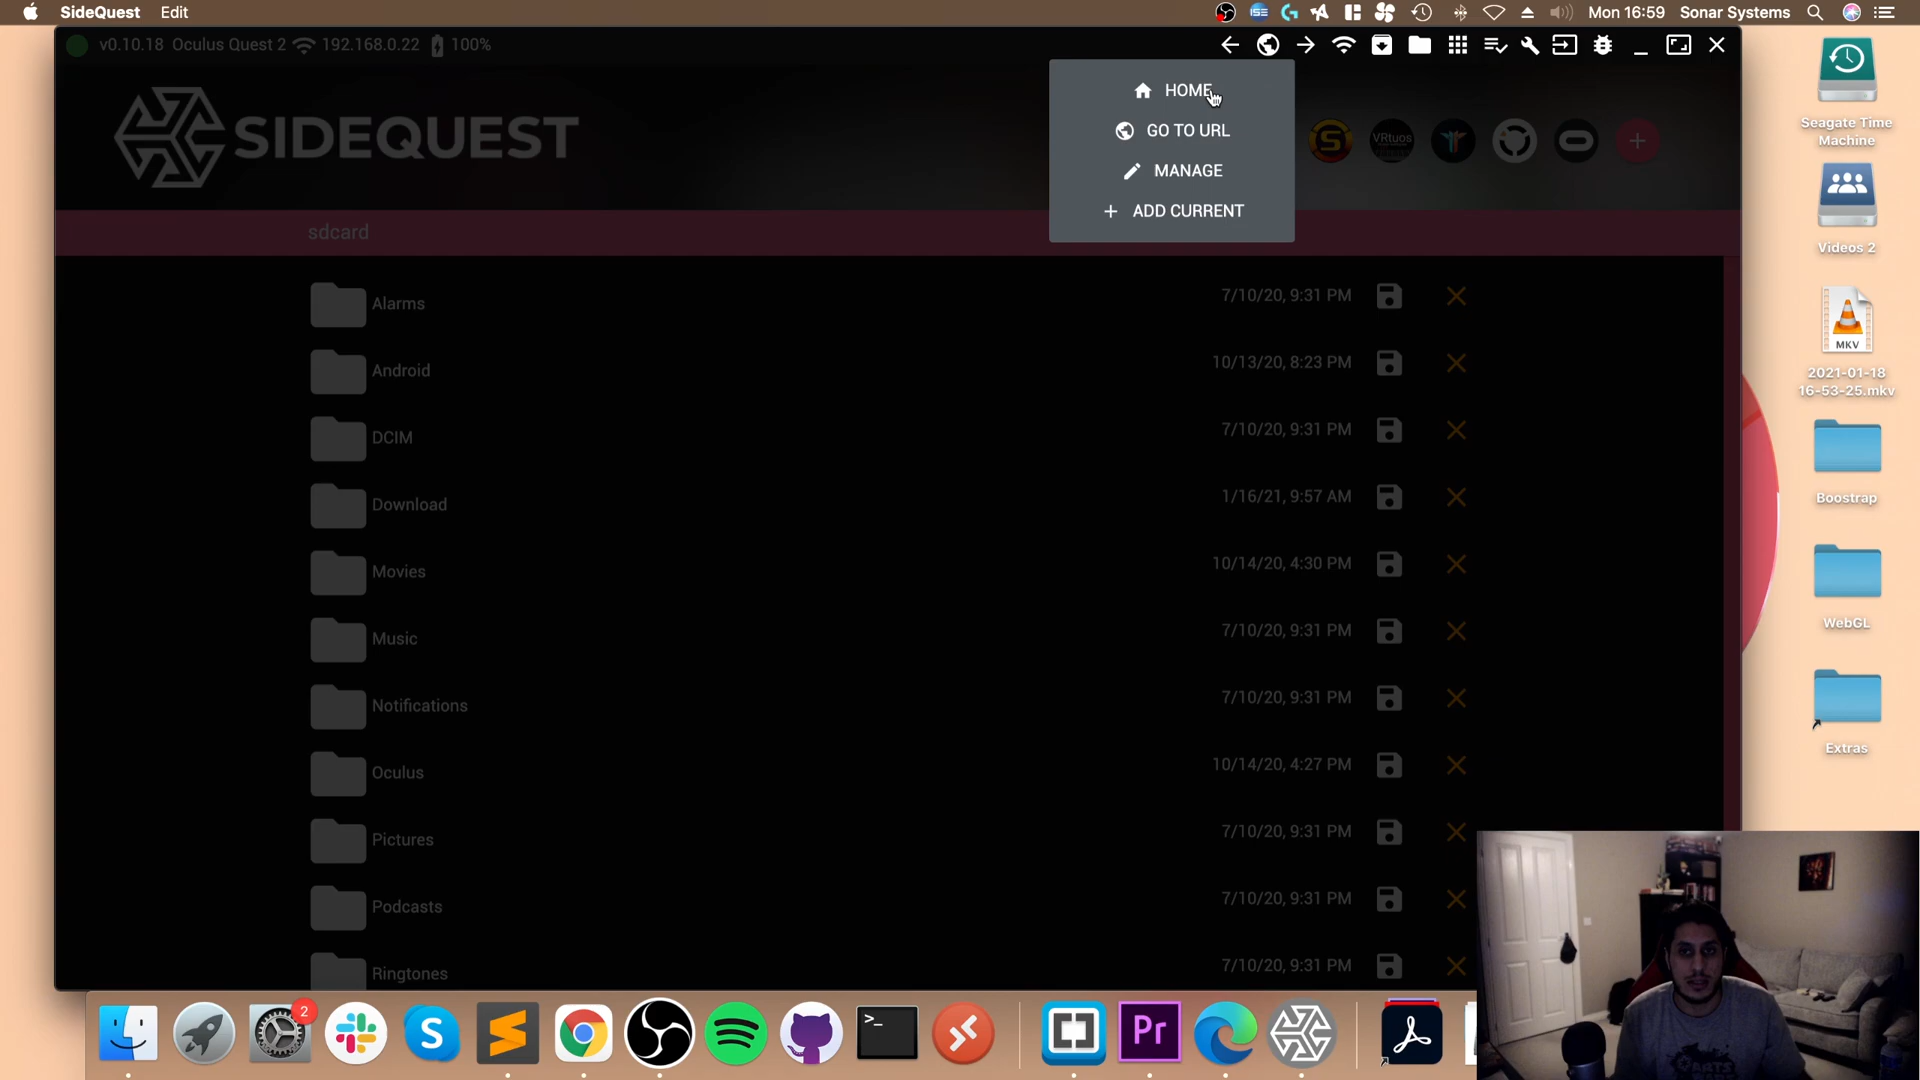 SideQuest Edit ISE Mon 16:59 Sonar Systems
v0.10.18 Oculus Quest 2 192.168.0.22 100%
SIDEQUEST
HOME
GO TO URL
MANAGE
ADD CURRENT
VRtuos
sdcard
Alarms 7/10/20, 9:31 PM
Android 10/13/20, 8:23 PM
DCIM 7/10/20, 9:31 PM
Download 1/16/21, 9:57 AM
Movies 10/14/20, 4:30 PM
Music 7/10/20, 9:31 PM
Notifications 7/10/20, 9:31 PM
Oculus 10/14/20, 4:27 PM
Pictures 7/10/20, 9:31 PM
Podcasts 7/10/20, 9:31 PM
Ringtones 7/10/20, 9:31 PM
Seagate Time
Machine
Videos 2
MKV
2021-01-18
16-53-25.mkv
Boostrap
WebGL
Extras
2
S
>_
Pr